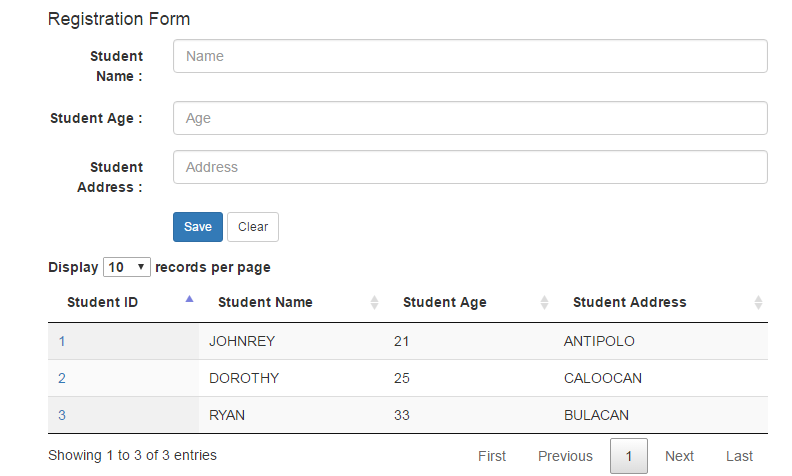 Registration Form
Student
Name :
Name
Student Age :
Age
Student
Address :
Address
Save Clear
Display 10 records per page
Student ID Student Name Student Age Student Address
1 JOHNREY 21 ANTIPOLO
2 DOROTHY 25 CALOOCAN
3 RYAN 33 BULACAN
Showing 1 to 3 of 3 entries First Previous 1 Next Last